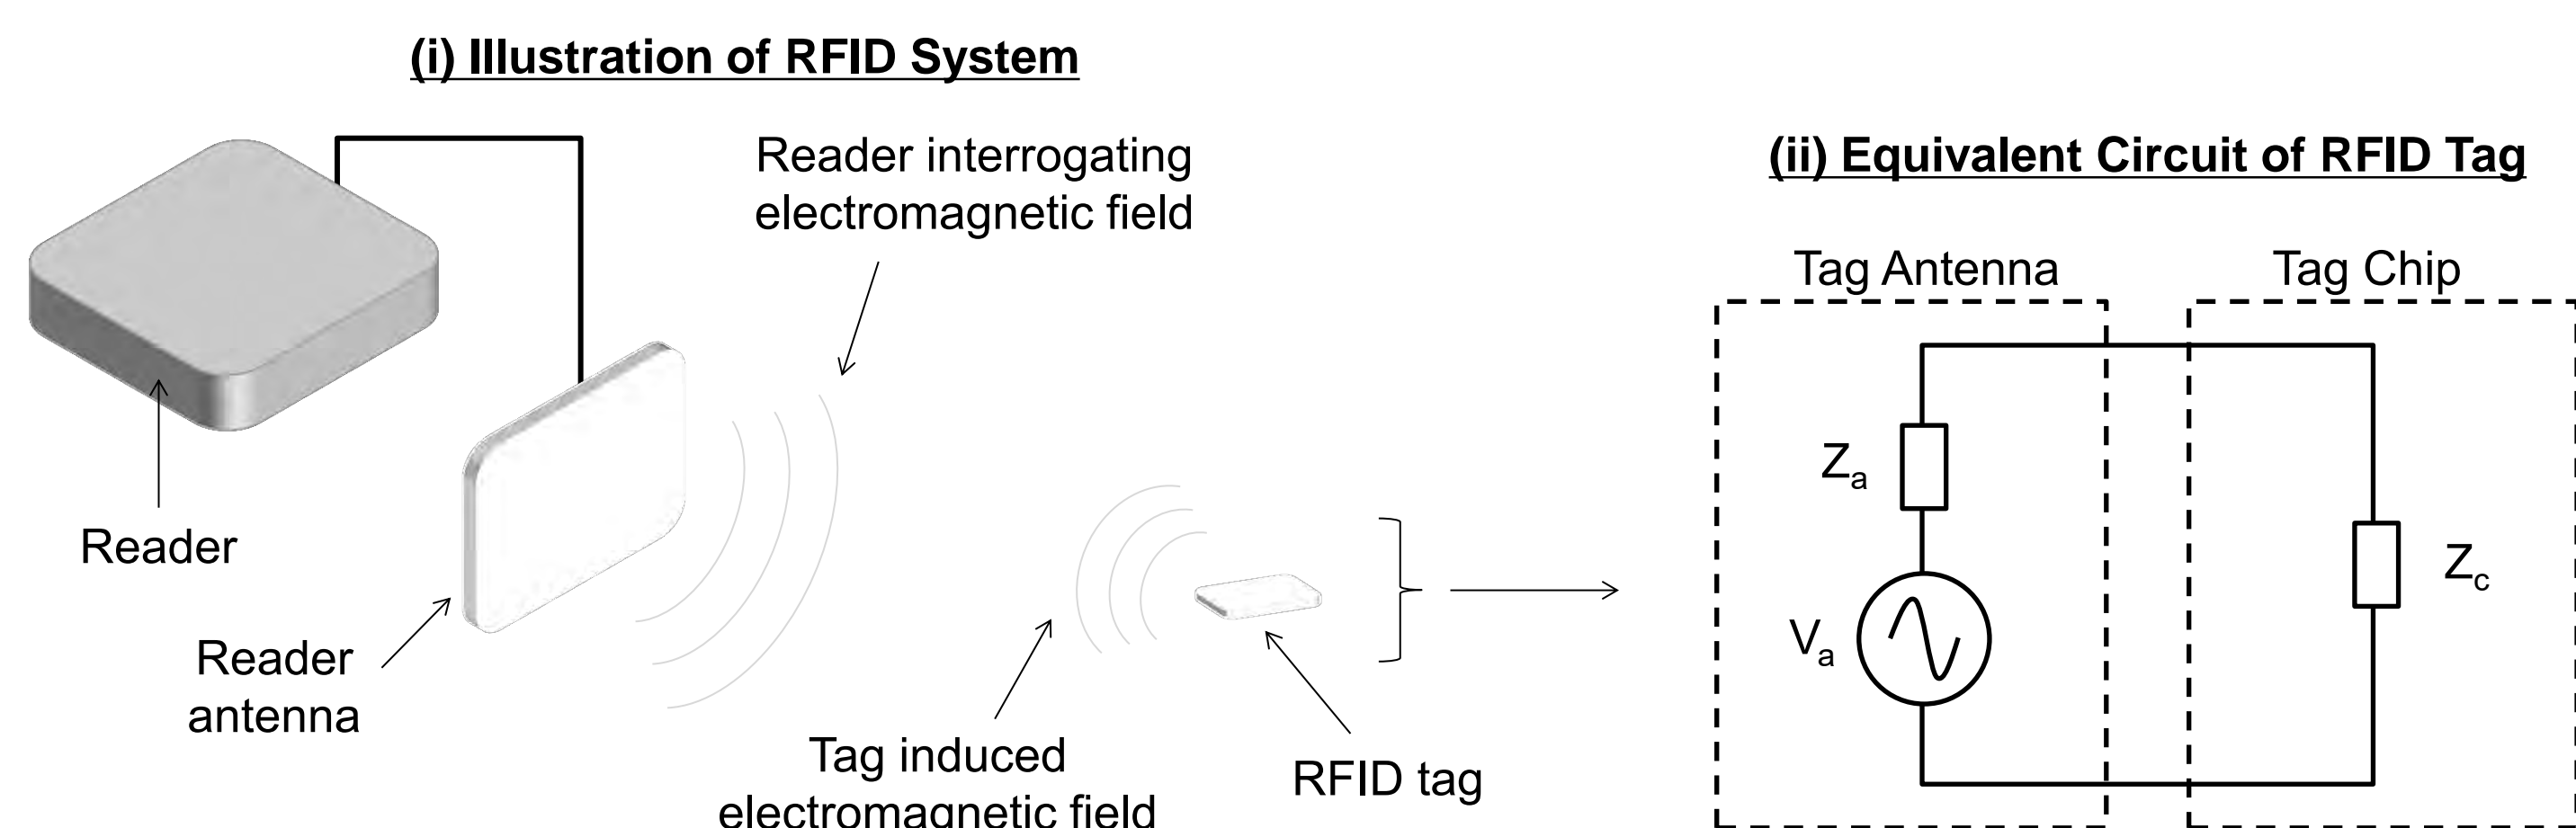 (i) Illustration of RFID System
Reader interrogating
electromagnetic field
Reader
Reader
antenna
Tag induced
electromagnetic field
RFID tag
(ii) Equivalent Circuit of RFID Tag
Tag Antenna
Tag Chip
Za
Va
Zc